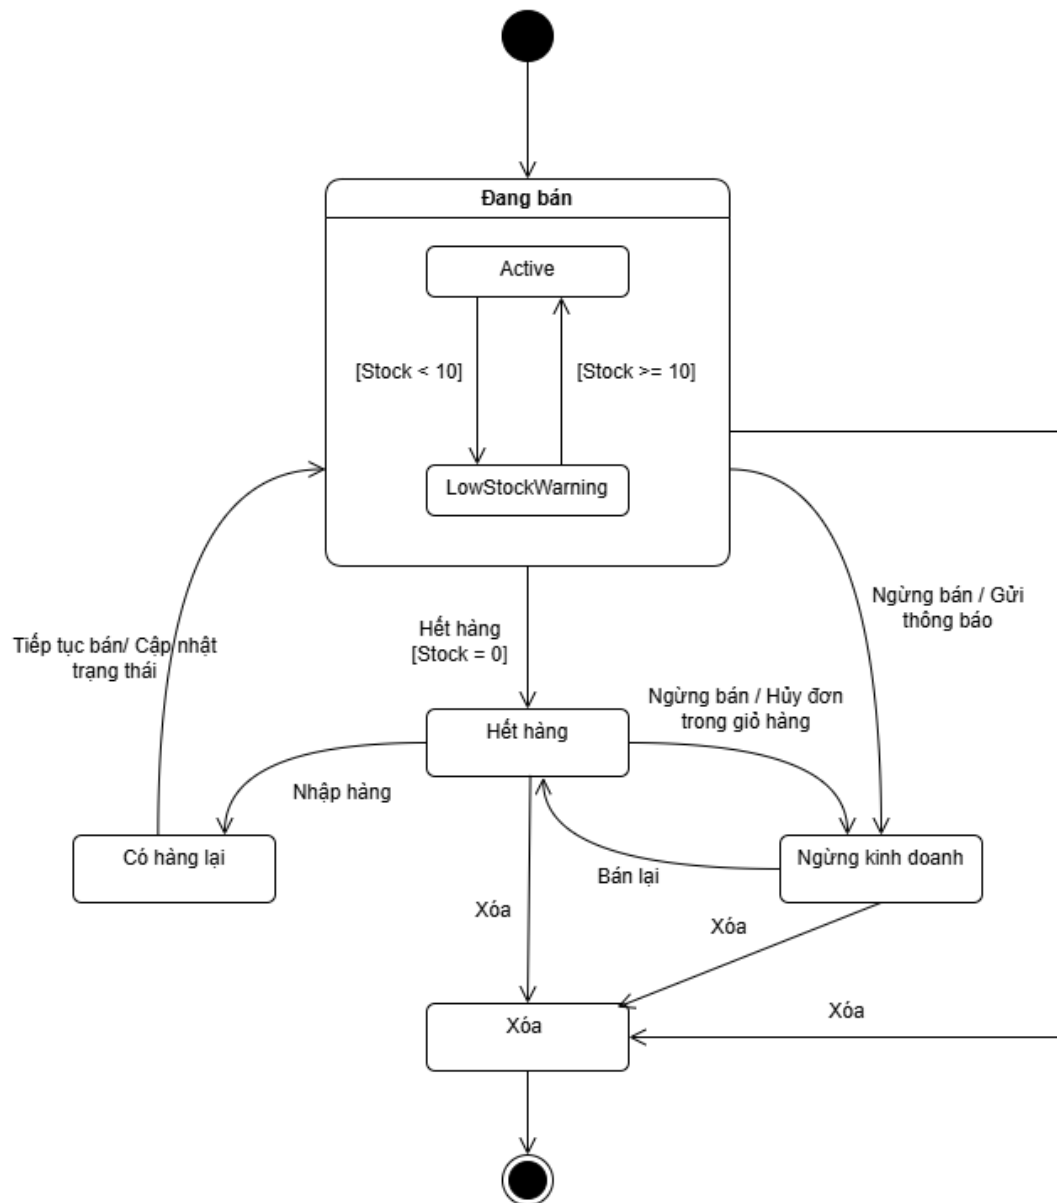 Đang bán
Active
[Stock < 10]
[Stock >= 10]
LowStockWarning
Ngừng bán / Gửi
thông báo
Tiếp tục bán/ Cập nhật
trạng thái
Hết hàng
[Stock = 0]
Ngừng bán / Hủy đơn
trong giỏ hàng
Hết hàng
Nhập hàng
Có hàng lại
Ngừng kinh doanh
Bán lại
Xóa
Xóa
Xóa
Xóa